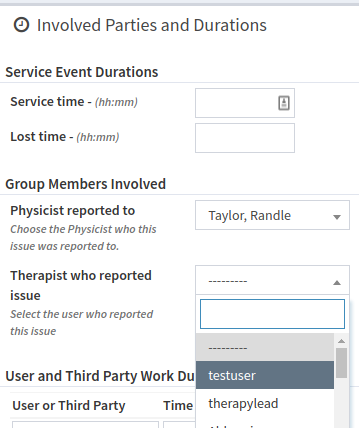 Involved Parties and Durations
Service Event Durations
Service time - (hh:mm)
Lost time - (hh:mm)
Group Members Involved
Physicist reported to
Taylor, Randle
Choose the Physicist who this
issue was reported to.
Therapist who reported
issue
---------
Select the user who reported
this issue
---------
testuser
therapylead
User and Third Party Work Du
User or Third Party
Time